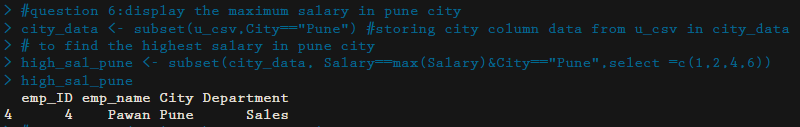 > #question 6:display the maximum salary in pune city
> city_data <- subset(u_csv,City=="Pune") #storing city column data from u_csv in city_data
> # to find the highest salary in pune city
> high_sal_pune <- subset(city_data, Salary==max(Salary)&City=="Pune",select =c(1,2,4,6))
> high_sal_pune
emp_ID emp_name City Department
4 4 Pawan Pune Sales